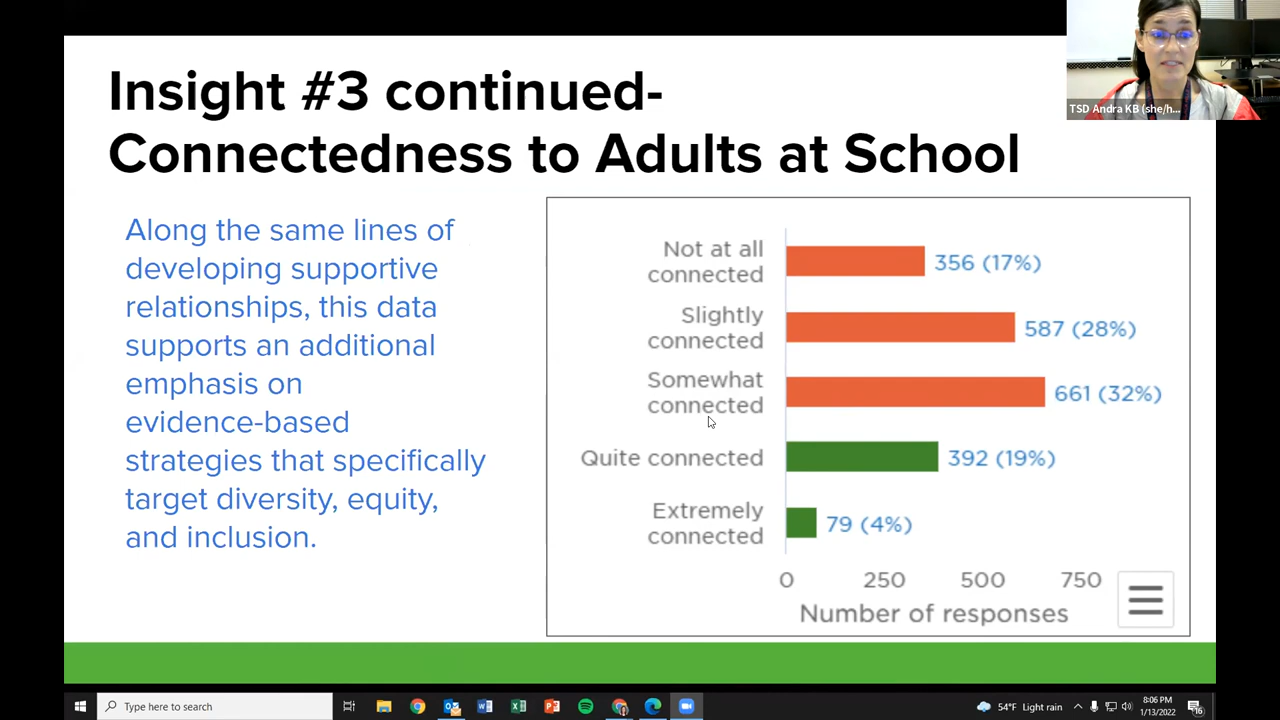 Insight #3 continued-
Connectedness to Adults at School
TSD Andra KB (she/h...
Along the same lines of
developing supportive
relationships, this data
supports an additional
emphasis on
evidence-based
strategies that specifically
target diversity, equity,
and inclusion.
Not at all
connected
356 (17%)
Slightly
connected
587 (28%)
Somewhat
connected
661 (32%)
Quite connected
392 (19%)
Extremely
connected
79 (4%)
0 250 500 750
Number of responses
Type here to search
54°F Light rain
8:06 PM
1/13/2022
16